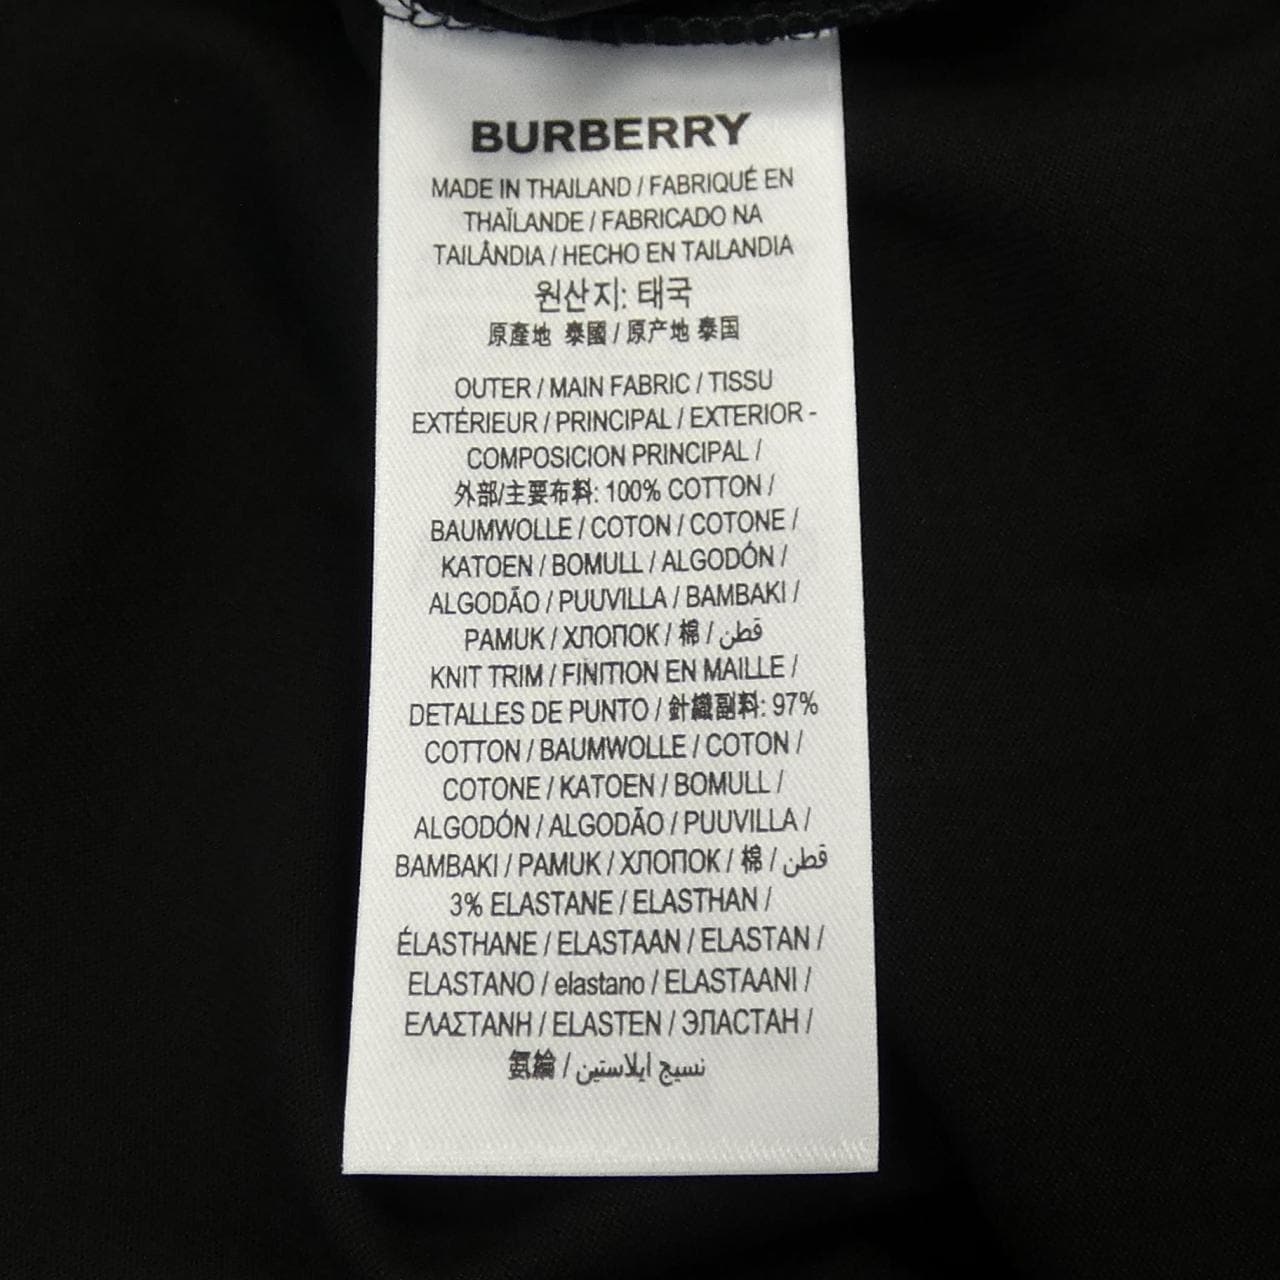 BURBERRY
MADE IN THAILAND / FABRIQUÉ EN
THAÏLANDE / FABRICADO NA
TAILÂNDIA / HECHO EN TAILANDIA
원산지: 태국
原產地 泰國 / 原产地 泰国
OUTER / MAIN FABRIC / TISSU
EXTÉRIEUR / PRINCIPAL / EXTERIOR -
COMPOSICION PRINCIPAL /
外部/主要布料: 100% COTTON /
BAUMWOLLE / COTON / COTONE /
KATOEN / BOMULL / ALGODÓN /
ALGODÃO / PUUVILLA / BAMBAKI /
PAMUK / ХЛОПОК / 棉 / قطن
KNIT TRIM / FINITION EN MAILLE /
DETALLES DE PUNTO / 針織副料: 97%
COTTON / BAUMWOLLE / COTON /
COTONE / KATOEN / BOMULL /
ALGODÓN / ALGODÃO / PUUVILLA /
BAMBAKI / PAMUK / ХЛОПОК / 棉 / قطن
3% ELASTANE / ELASTHAN /
ÉLASTHANE / ELASTAAN / ELASTAN /
ELASTANO / elastano / ELASTAANI /
ΕΛΑΣΤΑΝΗ / ELASTEN / ЭЛАСТАН /
氨綸 / نسيج ايلاستين